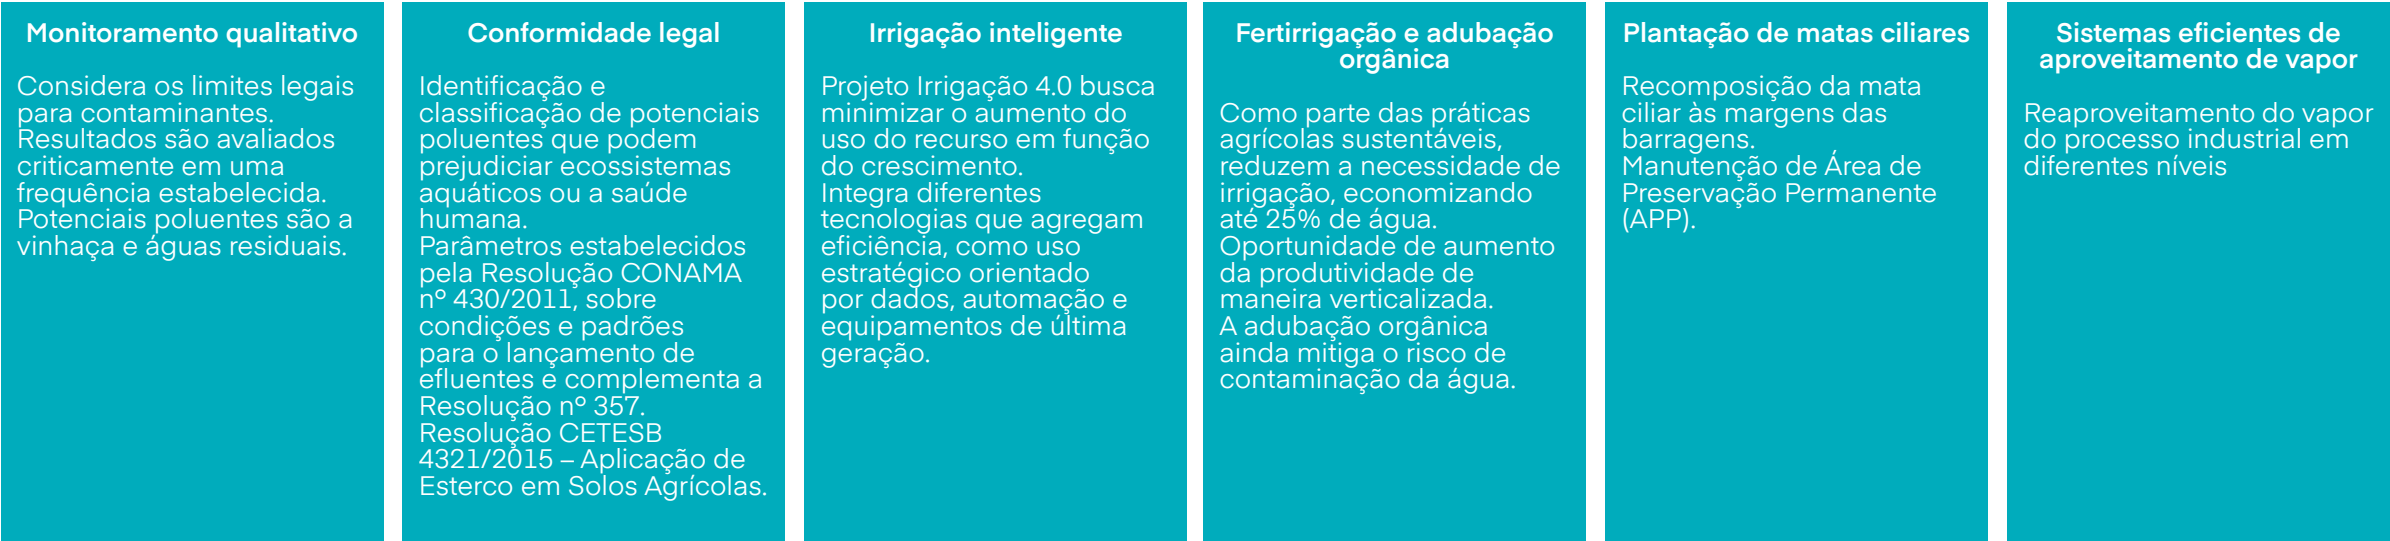 Monitoramento qualitativo
Considera os limites legais
para contaminantes.
Resultados são avaliados
criticamente em uma
frequência estabelecida.
Potenciais poluentes são a
vinhaça e águas residuais.
Conformidade legal
Identificação e
classificação de potenciais
poluentes que podem
prejudiciar ecossistemas
aquáticos ou a saúde
humana.
Parâmetros estabelecidos
pela Resolução CONAMA
nº 430/2011, sobre
condições e padrões
para o lançamento de
efluentes e complementa a
Resolução nº 357.
Resolução CETESB
4321/2015 – Aplicação de
Esterco em Solos Agrícolas.
Irrigação inteligente
Projeto Irrigação 4.0 busca
minimizar o aumento do
uso do recurso em função
do crescimento.
Integra diferentes
tecnologias que agregam
eficiência, como uso
estratégico orientado
por dados, automação e
equipamentos de última
geração.
Fertirrigação e adubação
orgânica
Como parte das práticas
agrícolas sustentáveis,
reduzem a necessidade de
irrigação, economizando
até 25% de água.
Oportunidade de aumento
da produtividade de
maneira verticalizada.
A adubação orgânica
ainda mitiga o risco de
contaminação da água.
Plantação de matas ciliares
Recomposição da mata
ciliar às margens das
barragens.
Manutenção de Área de
Preservação Permanente
(APP).
Sistemas eficientes de
aproveitamento de vapor
Reaproveitamento do vapor
do processo industrial em
diferentes níveis